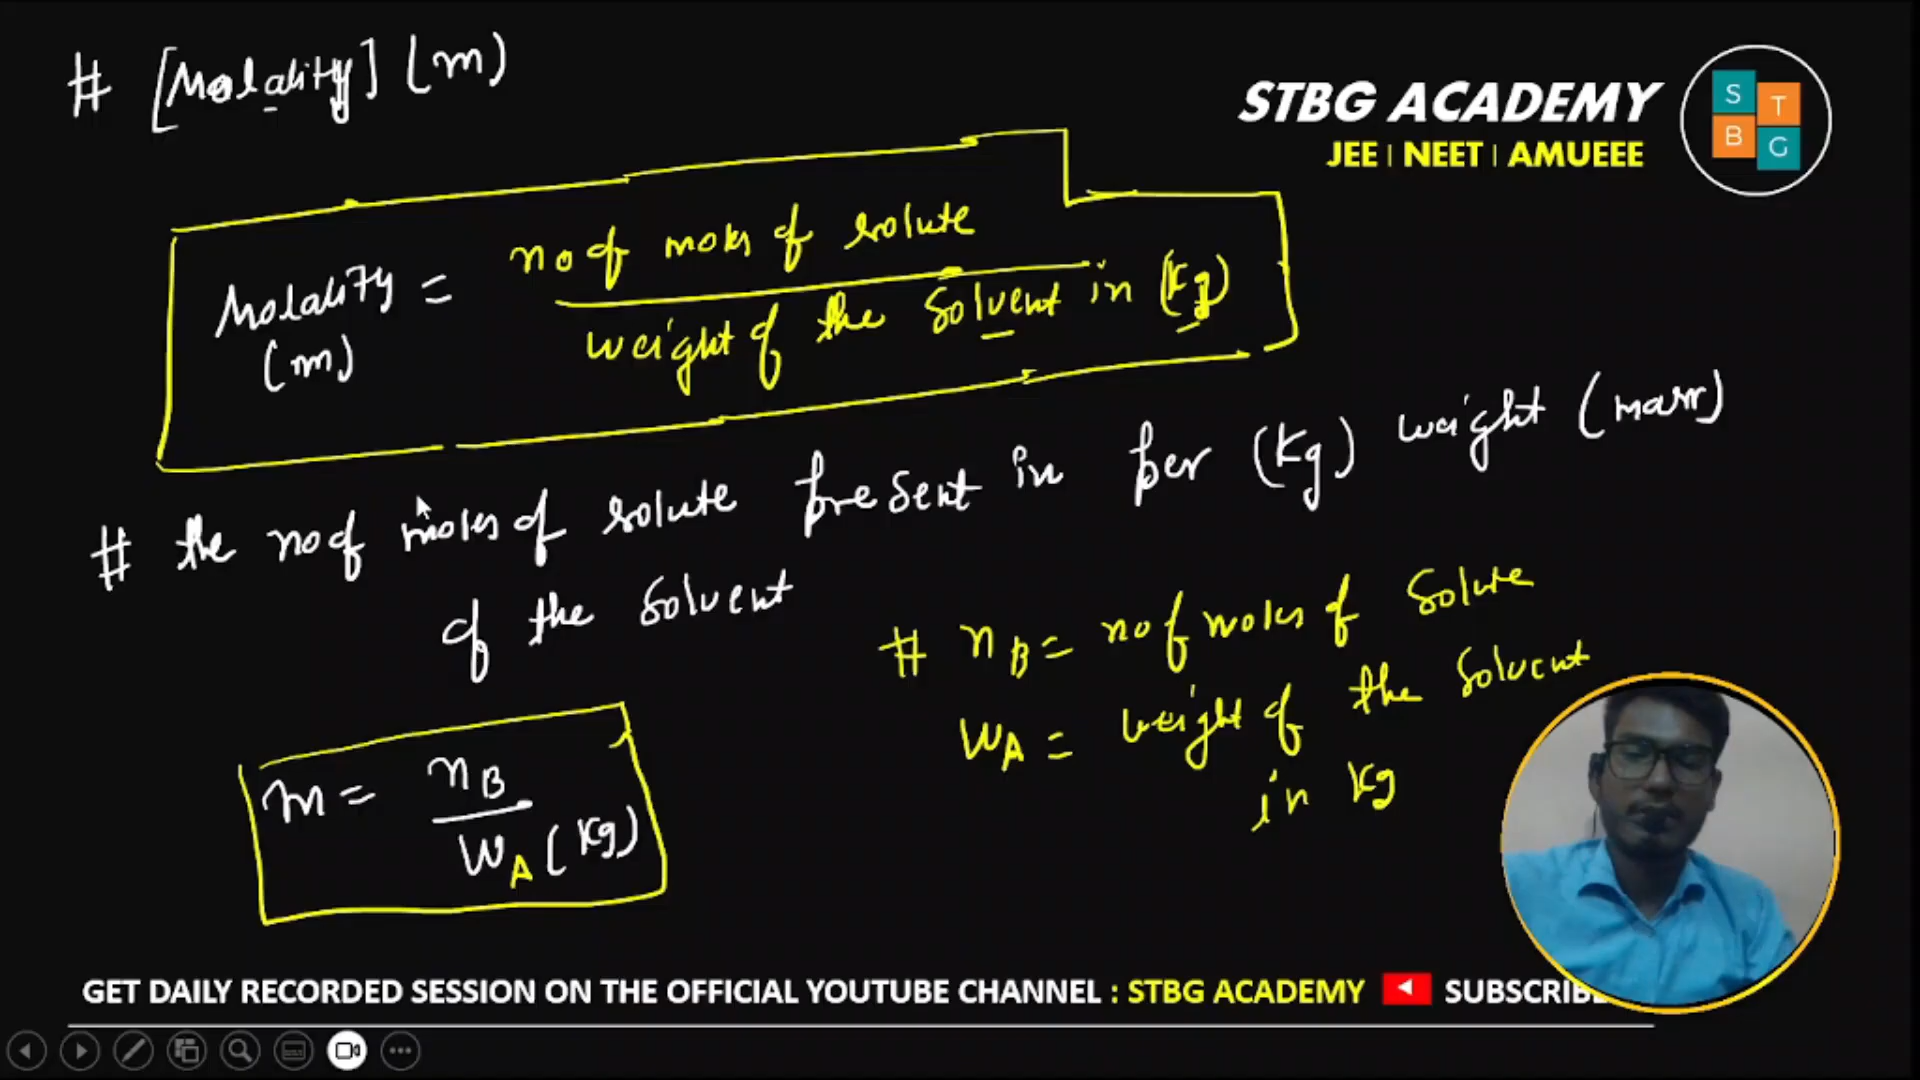 # [Molality] (m)
STBG ACADEMY
JEE | NEET | AMUEEE
S T
B G
Molality (m) = no of moles of solute
weight of the solvent in (Kg)
# the no of moles of solute present in per (Kg) weight (mass)
of the solvent
# nB = no of moles of solute
WA = weight of the solvent
in Kg
m = nB
WA (Kg)
GET DAILY RECORDED SESSION ON THE OFFICIAL YOUTUBE CHANNEL : STBG ACADEMY